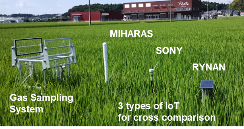 MIHARAS
SONY
RYNAN
Gas Sampling
System
3 types of IoT
for cross comparison